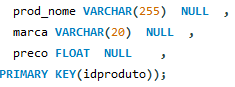 prod_nome VARCHAR(255)  NULL  ,
marca VARCHAR(20)  NULL  ,
preco FLOAT  NULL    ,
PRIMARY KEY(idproduto));